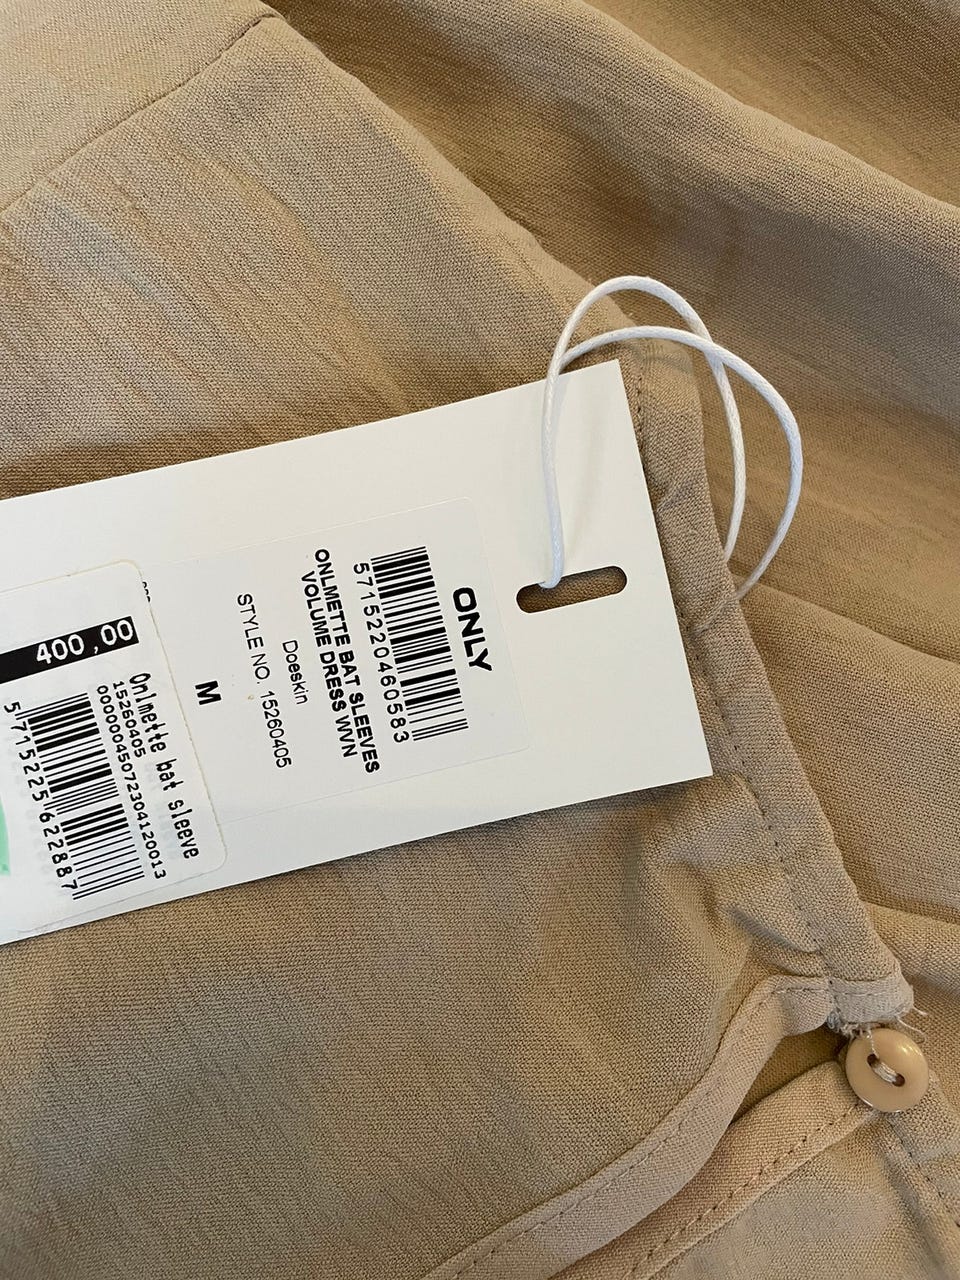 ONLY
5715220460583
ONLMETTE BAT SLEEVES
VOLUME DRESS WVN
Doeskin
STYLE NO. 15260405
M
400,00
Onlmette bat sleeve
15260405
00000045072304120013
5715225622887